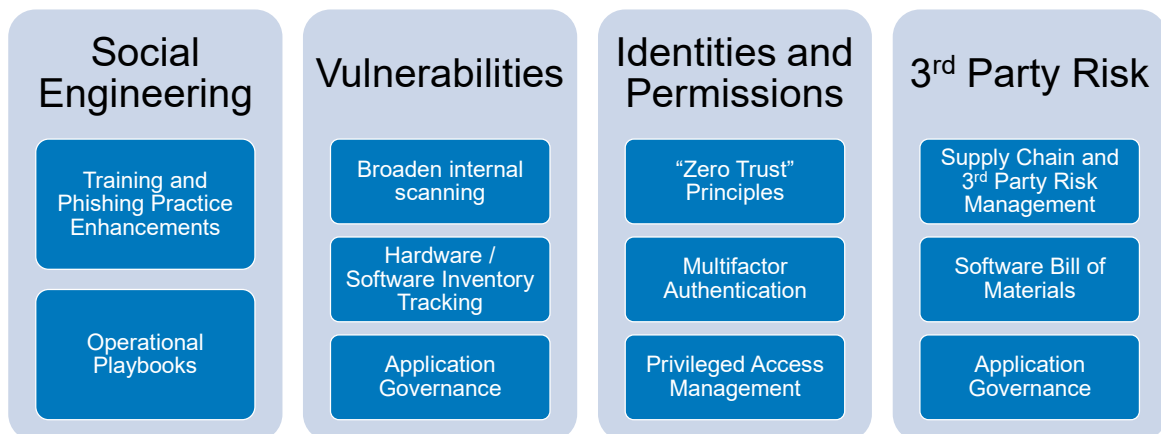 Social
Engineering
Training and
Phishing Practice
Enhancements
Operational
Playbooks
Vulnerabilities
Broaden internal
scanning
Hardware /
Software Inventory
Tracking
Application
Governance
Identities and
Permissions
“Zero Trust”
Principles
Multifactor
Authentication
Privileged Access
Management
3rd Party Risk
Supply Chain and
3rd Party Risk
Management
Software Bill of
Materials
Application
Governance